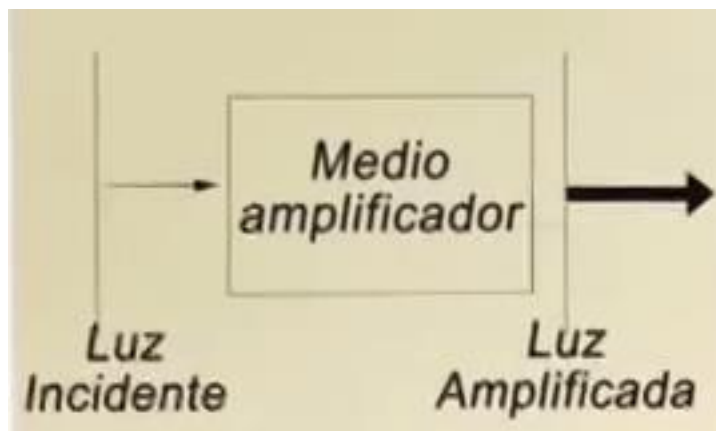 Medio
amplificador
Luz
Incidente
Luz
Amplificada